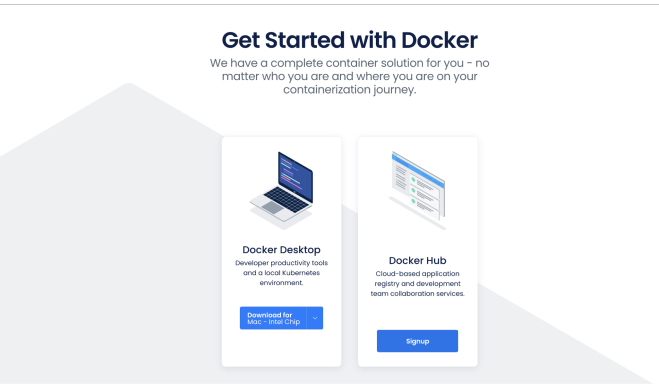 Get Started with Docker
We have a complete container solution for you - no
matter who you are and where you are on your
containerization journey.
Docker Desktop
Developer productivity tools
and a local Kubernetes
environment.
Download for
Mac - Intel Chip
Docker Hub
Cloud-based application
registry and development
team collaboration services.
Signup